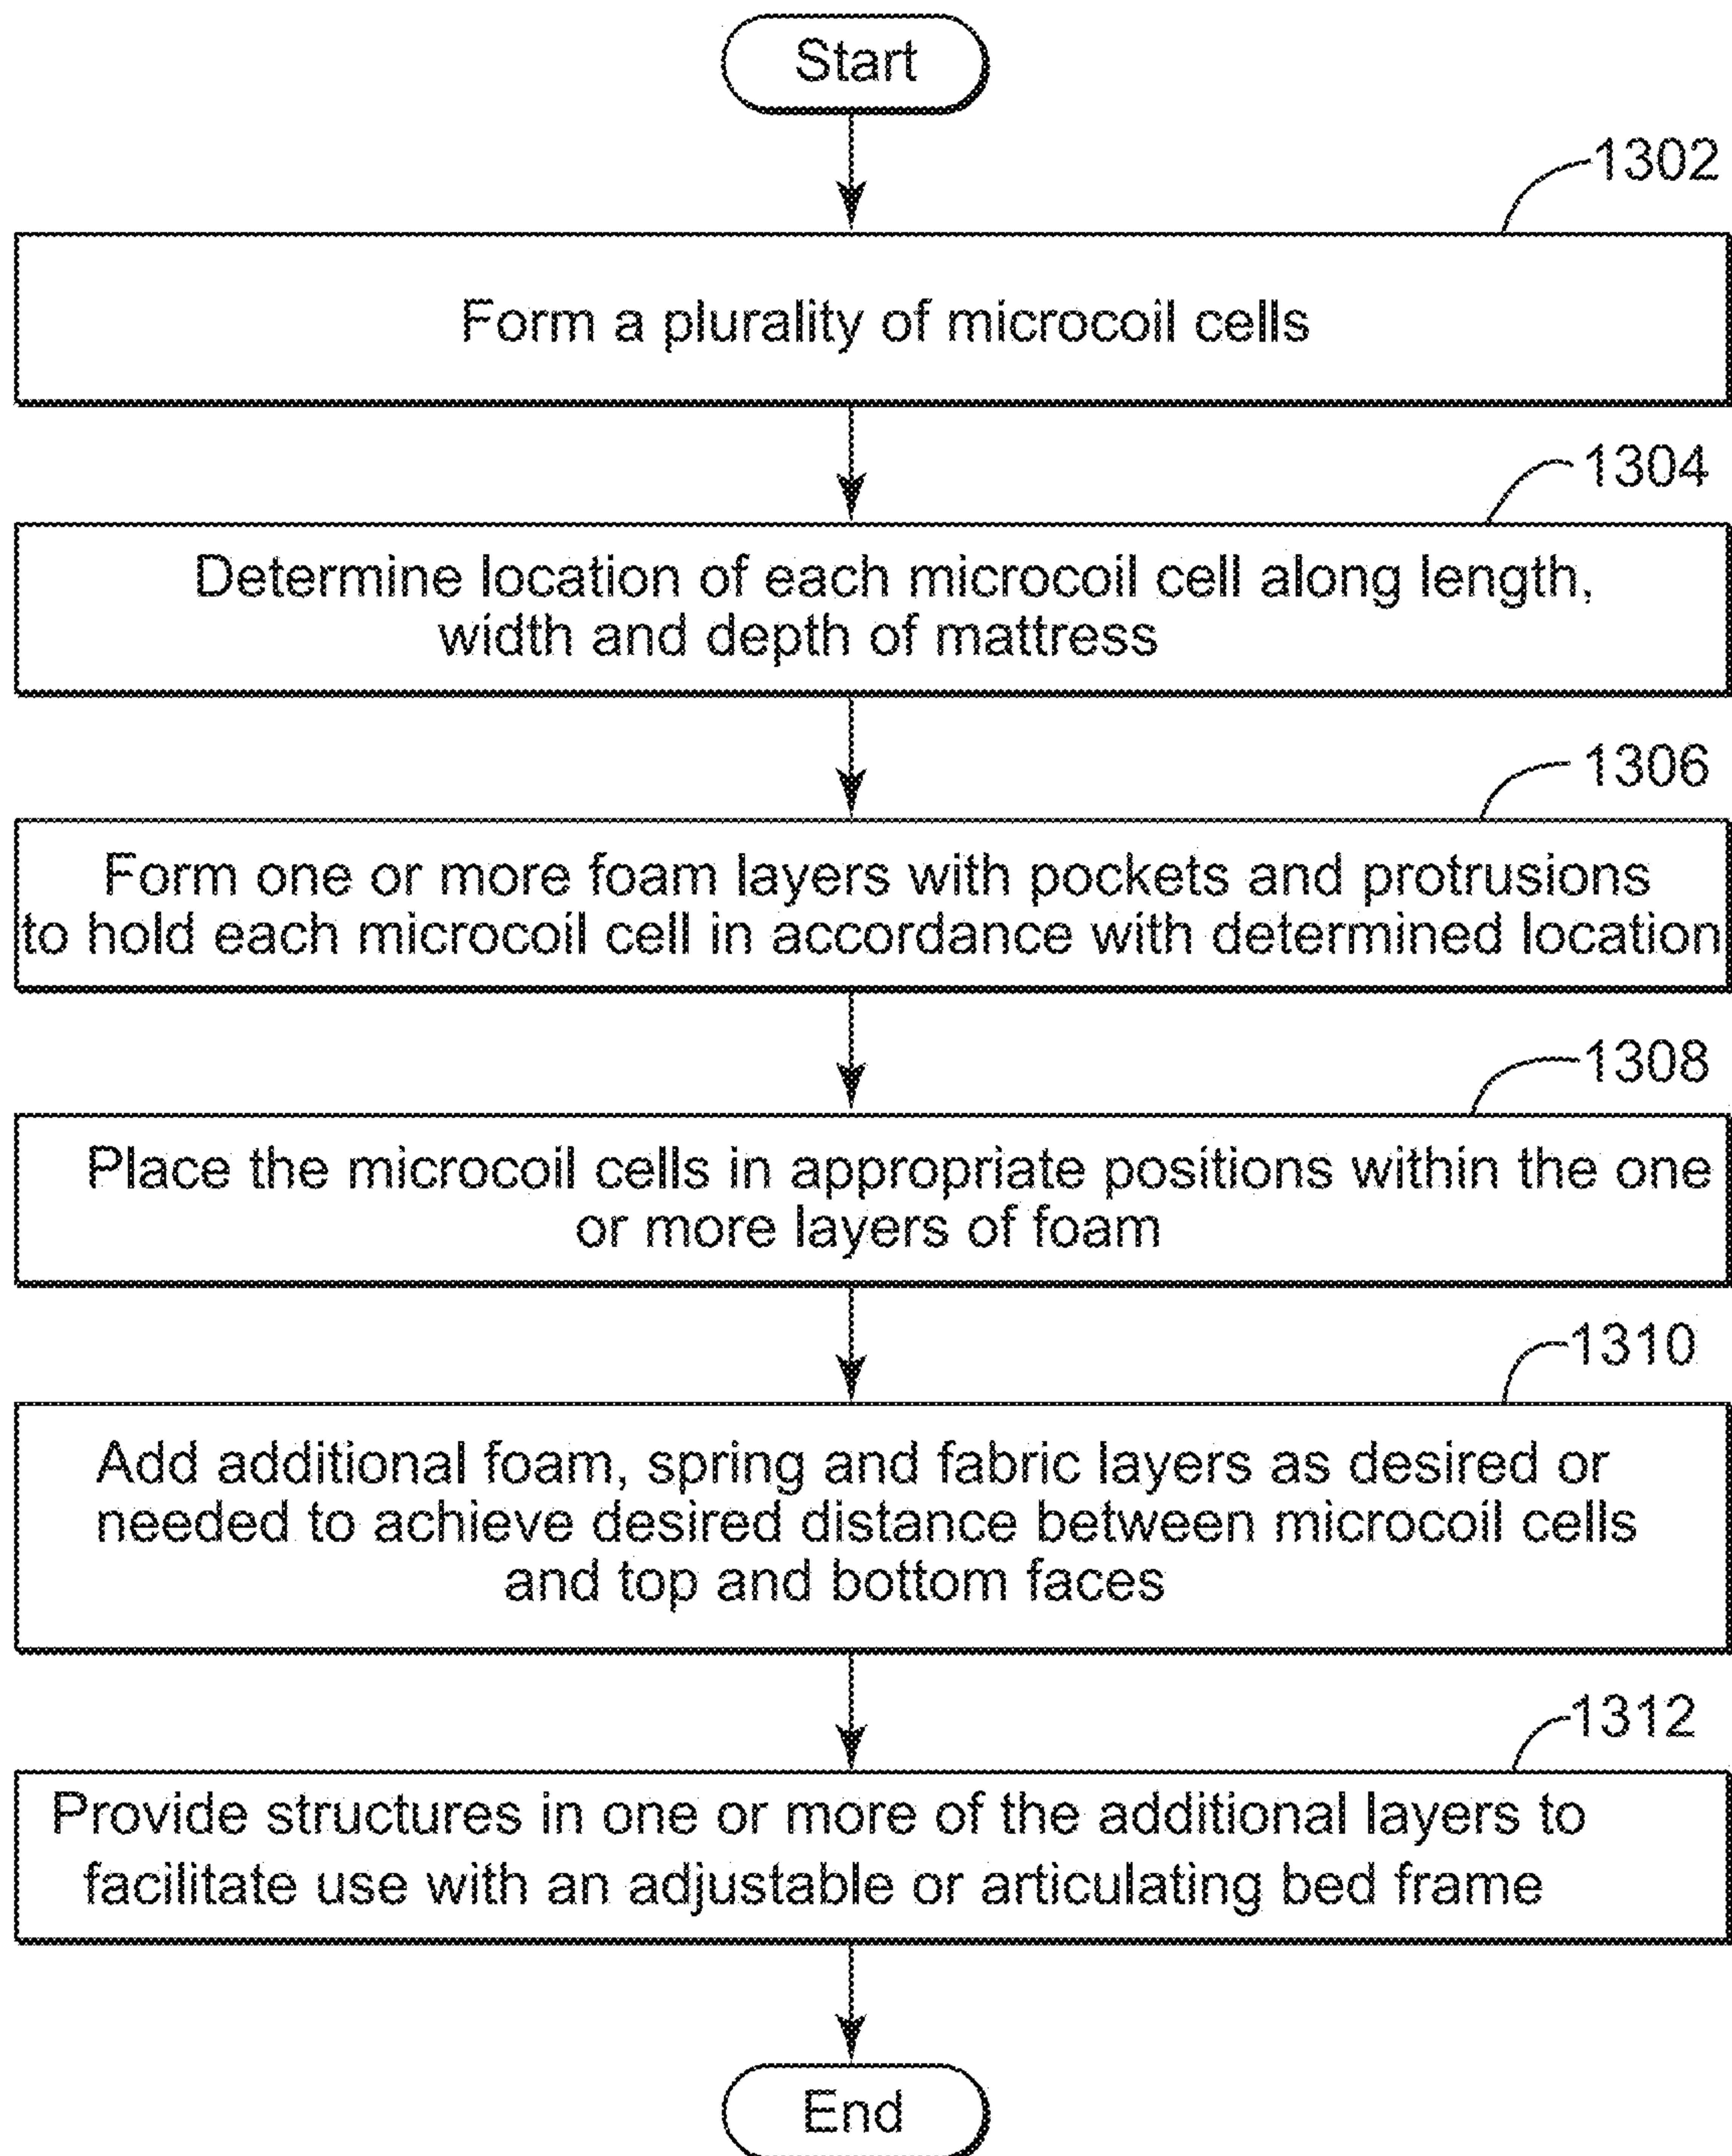 Start
1302
Form a plurality of microcoil cells
1304
Determine location of each microcoil cell along length,
width and depth of mattress
1306
Form one or more foam layers with pockets and protrusions
to hold each microcoil cell in accordance with determined location
1308
Place the microcoil cells in appropriate positions within the one
or more layers of foam
1310
Add additional foam, spring and fabric layers as desired or
needed to achieve desired distance between microcoil cells
and top and bottom faces
1312
Provide structures in one or more of the additional layers to
facilitate use with an adjustable or articulating bed frame
End